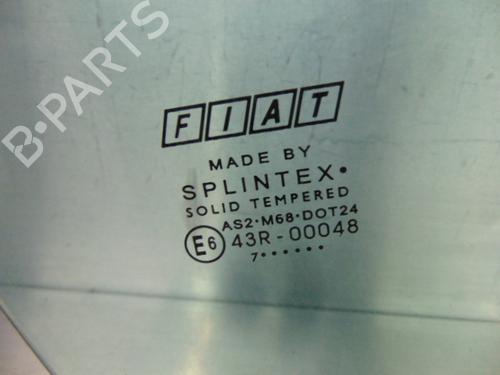 B-PARTS
FIAT
MADE BY
SPLINTEX•
SOLID TEMPERED
AS2•M68•DOT24
E6 43R-00048
7••••••